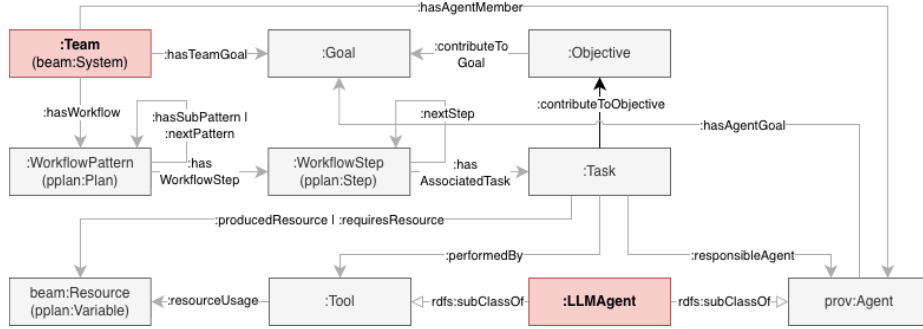 :hasAgentMember
:Team
(beam:System)
:hasTeamGoal
:Goal
:contributeTo
Goal
:Objective
:hasWorkflow
:hasSubPattern |
:nextPattern
:nextStep
:contributeToObjective
:hasAgentGoal
:WorkflowPattern
(pplan:Plan)
:has
WorkflowStep
:WorkflowStep
(pplan:Step)
:has
AssociatedTask
:Task
:producedResource | :requiresResource
:performedBy
:responsibleAgent
beam:Resource
(pplan:Variable)
:resourceUsage
:Tool
rdfs:subClassOf
:LLMAgent
rdfs:subClassOf
prov:Agent